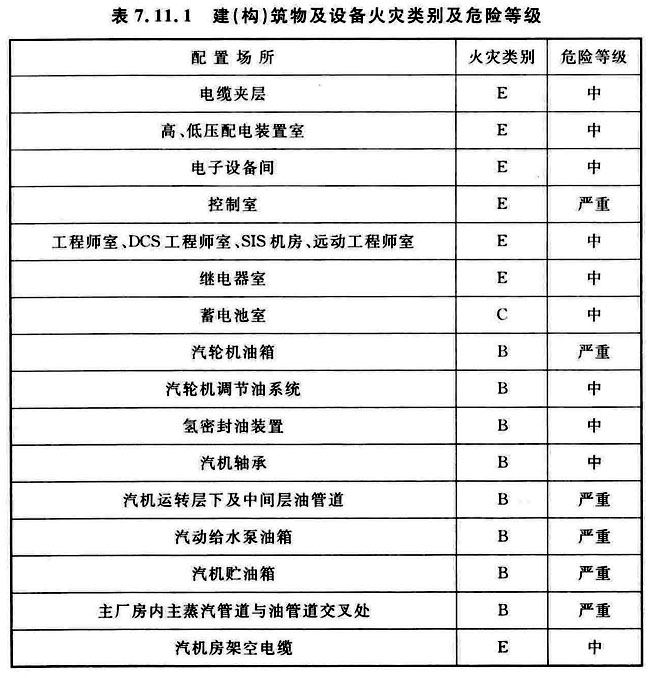 表 7.11.1 建(构)筑物及设备火灾类别及危险等级
配置场所 火灾类别 危险等级
电缆夹层 E 中
高、低压配电装置室 E 中
电子设备间 E 中
控制室 E 严重
工程师室、DCS 工程师室、SIS 机房、远动工程师室 E 中
继电器室 E 中
蓄电池室 C 中
汽轮机油箱 B 严重
汽轮机调节油系统 B 中
氢密封油装置 B 中
汽机轴承 B 中
汽机运转层下及中间层油管道 B 严重
汽动给水泵油箱 B 严重
汽机贮油箱 B 严重
主厂房内主蒸汽管道与油管道交叉处 B 严重
汽机房架空电缆 E 中